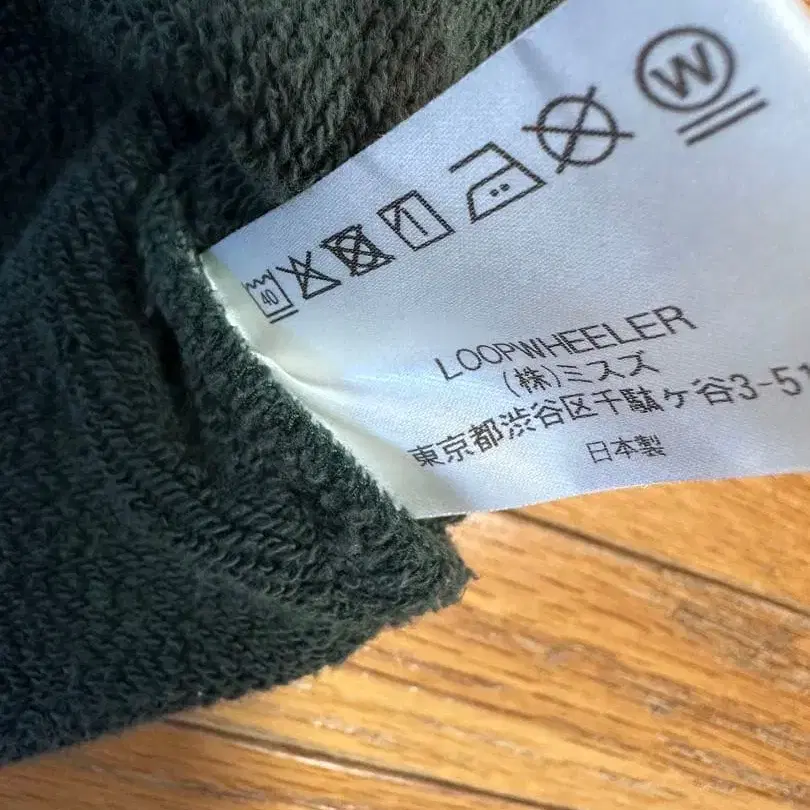 40
W
LOOPWHEELER
(株)ミスズ
東京都渋谷区千駄ヶ谷3-51
日本製